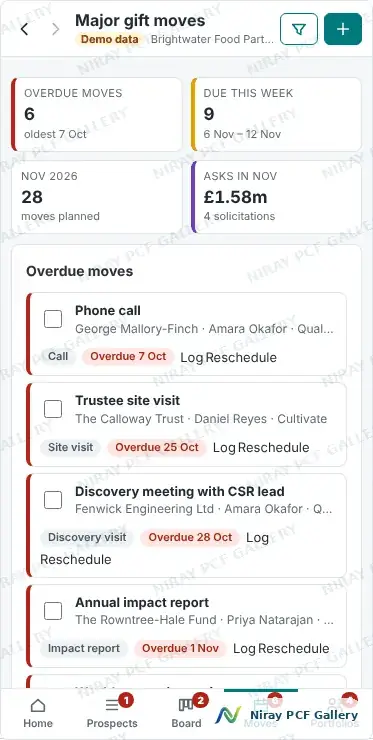 Major gift moves
Demo data Brightwater Food Part...
OVERDUE MOVES
6
oldest 7 Oct
DUE THIS WEEK
9
6 Nov – 12 Nov
NOV 2026
28
moves planned
ASKS IN NOV
£1.58m
4 solicitations
Overdue moves
Phone call
George Mallory-Finch · Amara Okafor · Qual...
Call Overdue 7 Oct Log Reschedule
Trustee site visit
The Calloway Trust · Daniel Reyes · Cultivate
Site visit Overdue 25 Oct Log Reschedule
Discovery meeting with CSR lead
Fenwick Engineering Ltd · Amara Okafor · Q...
Discovery visit Overdue 28 Oct Log
Reschedule
Annual impact report
The Rowntree-Hale Fund · Priya Natarajan · ...
Impact report Overdue 1 Nov Log Reschedule
1 2
Home Prospects Board Moves Portfolios
Niray PCF Gallery
NIRAY PCF GALLERY